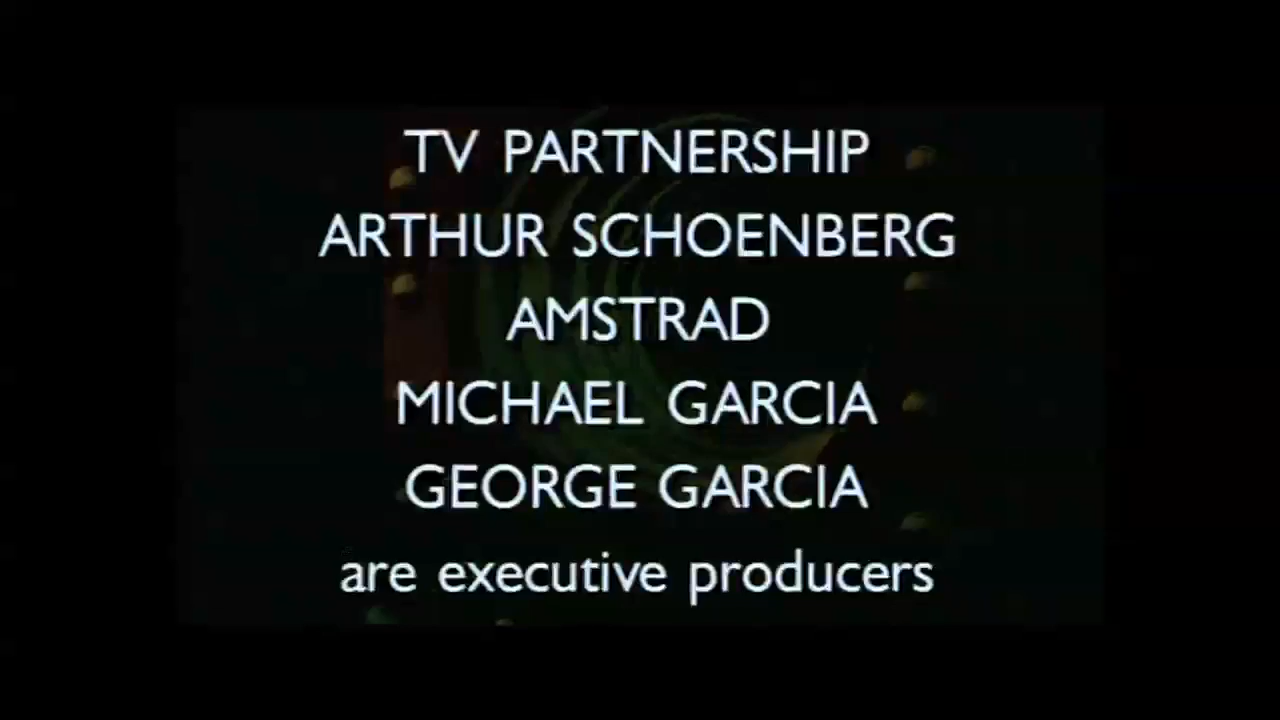 TV PARTNERSHIP
ARTHUR SCHOENBERG
AMSTRAD
MICHAEL GARCIA
GEORGE GARCIA
are executive producers